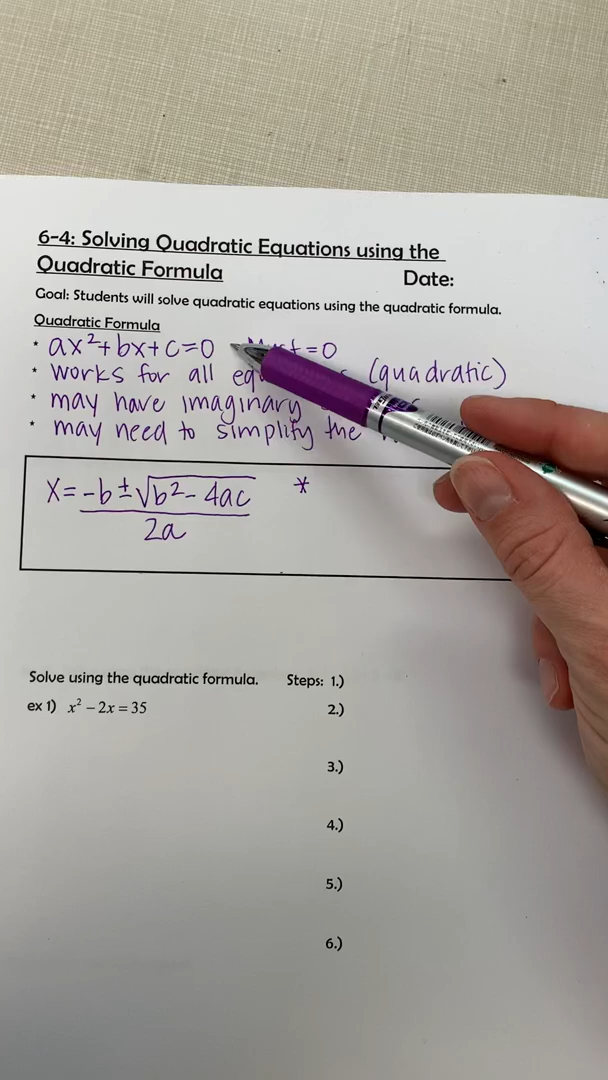 6-4: Solving Quadratic Equations using the
Quadratic Formula Date:
Goal: Students will solve quadratic equations using the quadratic formula.
Quadratic Formula
* ax²+bx+c=0 =0
* works for all (quadratic)
* may have imaginary
* may need to simplify the
X= -b±√b²-4ac *
2a
Solve using the quadratic formula. Steps: 1.)
ex 1) x² – 2x = 35 2.)
3.)
4.)
5.)
6.)